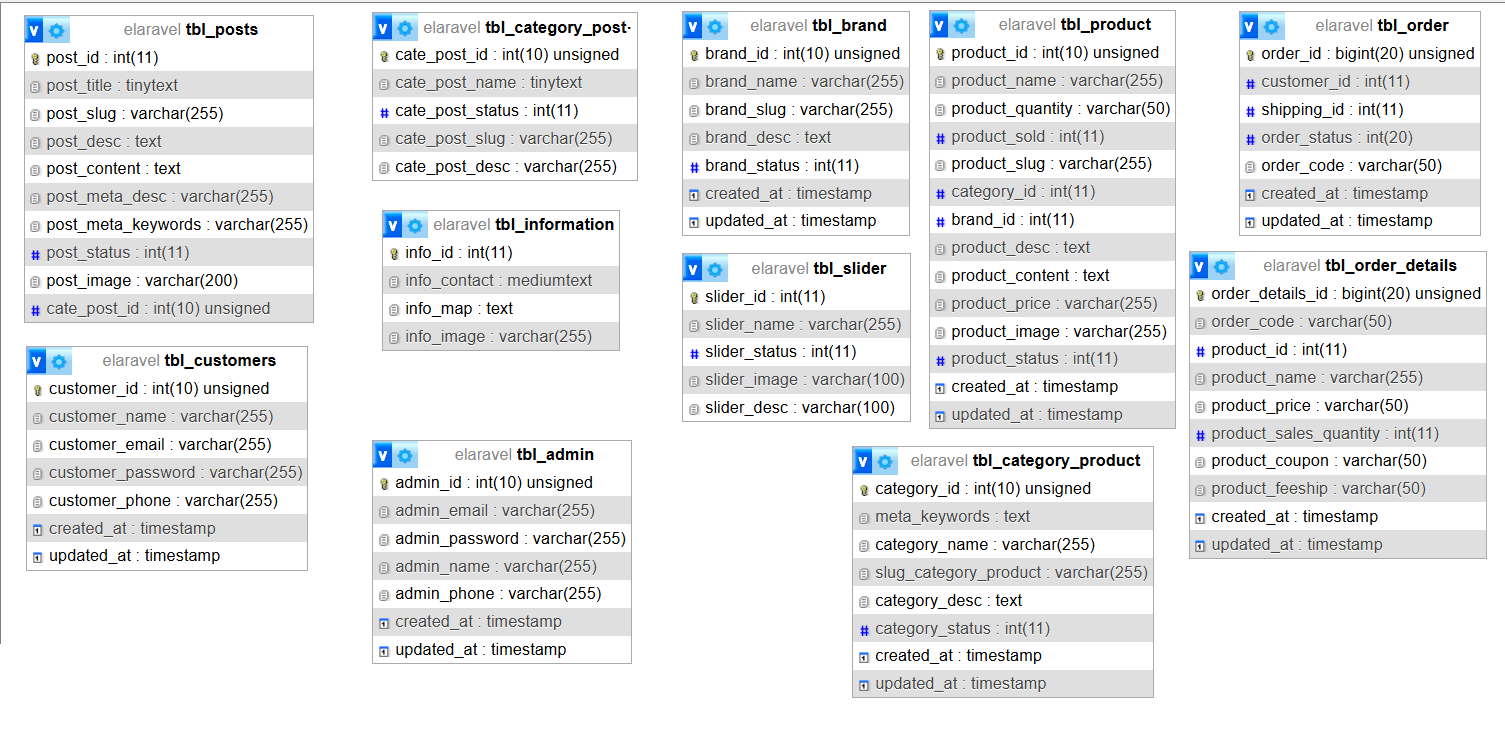 elaravel tbl_posts
post_id : int(11)
post_title : tinytext
post_slug : varchar(255)
post_desc : text
post_content : text
post_meta_desc : varchar(255)
post_meta_keywords : varchar(255)
post_status : int(11)
post_image : varchar(200)
cate_post_id : int(10) unsigned
elaravel tbl_customers
customer_id : int(10) unsigned
customer_name : varchar(255)
customer_email : varchar(255)
customer_password : varchar(255)
customer_phone : varchar(255)
created_at : timestamp
updated_at : timestamp
elaravel tbl_category_post
cate_post_id : int(10) unsigned
cate_post_name : tinytext
cate_post_status : int(11)
cate_post_slug : varchar(255)
cate_post_desc : varchar(255)
elaravel tbl_information
info_id : int(11)
info_contact : mediumtext
info_map : text
info_image : varchar(255)
elaravel tbl_admin
admin_id : int(10) unsigned
admin_email : varchar(255)
admin_password : varchar(255)
admin_name : varchar(255)
admin_phone : varchar(255)
created_at : timestamp
updated_at : timestamp
elaravel tbl_brand
brand_id : int(10) unsigned
brand_name : varchar(255)
brand_slug : varchar(255)
brand_desc : text
brand_status : int(11)
created_at : timestamp
updated_at : timestamp
elaravel tbl_slider
slider_id : int(11)
slider_name : varchar(255)
slider_status : int(11)
slider_image : varchar(100)
slider_desc : varchar(100)
elaravel tbl_product
product_id : int(10) unsigned
product_name : varchar(255)
product_quantity : varchar(50)
product_sold : int(11)
product_slug : varchar(255)
category_id : int(11)
brand_id : int(11)
product_desc : text
product_content : text
product_price : varchar(255)
product_image : varchar(255)
product_status : int(11)
created_at : timestamp
updated_at : timestamp
elaravel tbl_category_product
category_id : int(10) unsigned
meta_keywords : text
category_name : varchar(255)
slug_category_product : varchar(255)
category_desc : text
category_status : int(11)
created_at : timestamp
updated_at : timestamp
elaravel tbl_order
order_id : bigint(20) unsigned
customer_id : int(11)
shipping_id : int(11)
order_status : int(20)
order_code : varchar(50)
created_at : timestamp
updated_at : timestamp
elaravel tbl_order_details
order_details_id : bigint(20) unsigned
order_code : varchar(50)
product_id : int(11)
product_name : varchar(255)
product_price : varchar(50)
product_sales_quantity : int(11)
product_coupon : varchar(50)
product_feeship : varchar(50)
created_at : timestamp
updated_at : timestamp